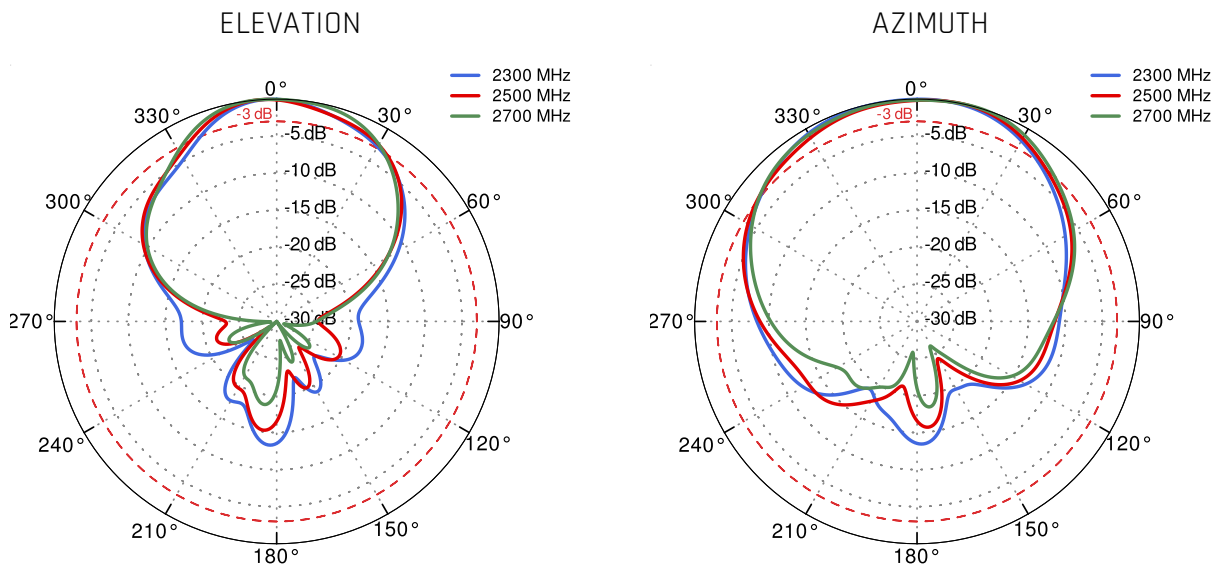 ELEVATION
2300 MHz
2500 MHz
2700 MHz
0°
30°
60°
90°
120°
150°
180°
210°
240°
270°
300°
330°
-3 dB
-5 dB
-10 dB
-15 dB
-20 dB
-25 dB
-30 dB
AZIMUTH
2300 MHz
2500 MHz
2700 MHz
0°
30°
60°
90°
120°
150°
180°
210°
240°
270°
300°
330°
-3 dB
-5 dB
-10 dB
-15 dB
-20 dB
-25 dB
-30 dB